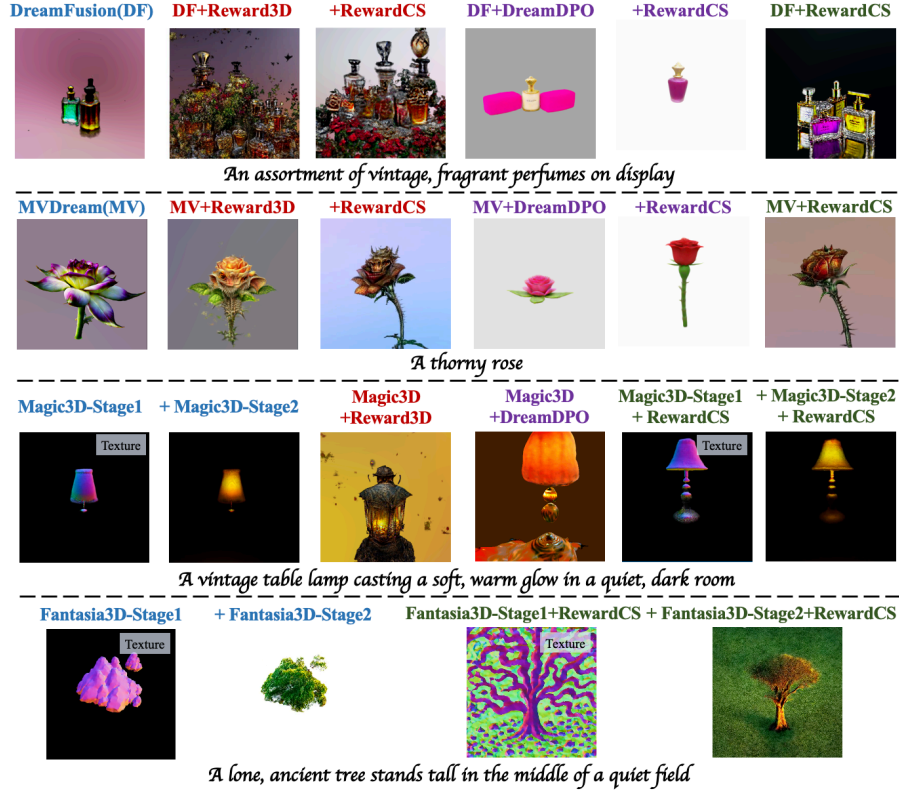 DreamFusion(DF) DF+Reward3D +RewardCS DF+DreamDPO +RewardCS DF+RewardCS
An assortment of vintage, fragrant perfumes on display
MVDream(MV) MV+Reward3D +RewardCS MV+DreamDPO +RewardCS MV+RewardCS
A thorny rose
Magic3D-Stage1 + Magic3D-Stage2 Magic3D +Reward3D Magic3D +DreamDPO Magic3D-Stage1 + RewardCS + Magic3D-Stage2 + RewardCS
Texture Texture
A vintage table lamp casting a soft, warm glow in a quiet, dark room
Fantasia3D-Stage1 + Fantasia3D-Stage2 Fantasia3D-Stage1+RewardCS + Fantasia3D-Stage2+RewardCS
Texture Texture
A lone, ancient tree stands tall in the middle of a quiet field